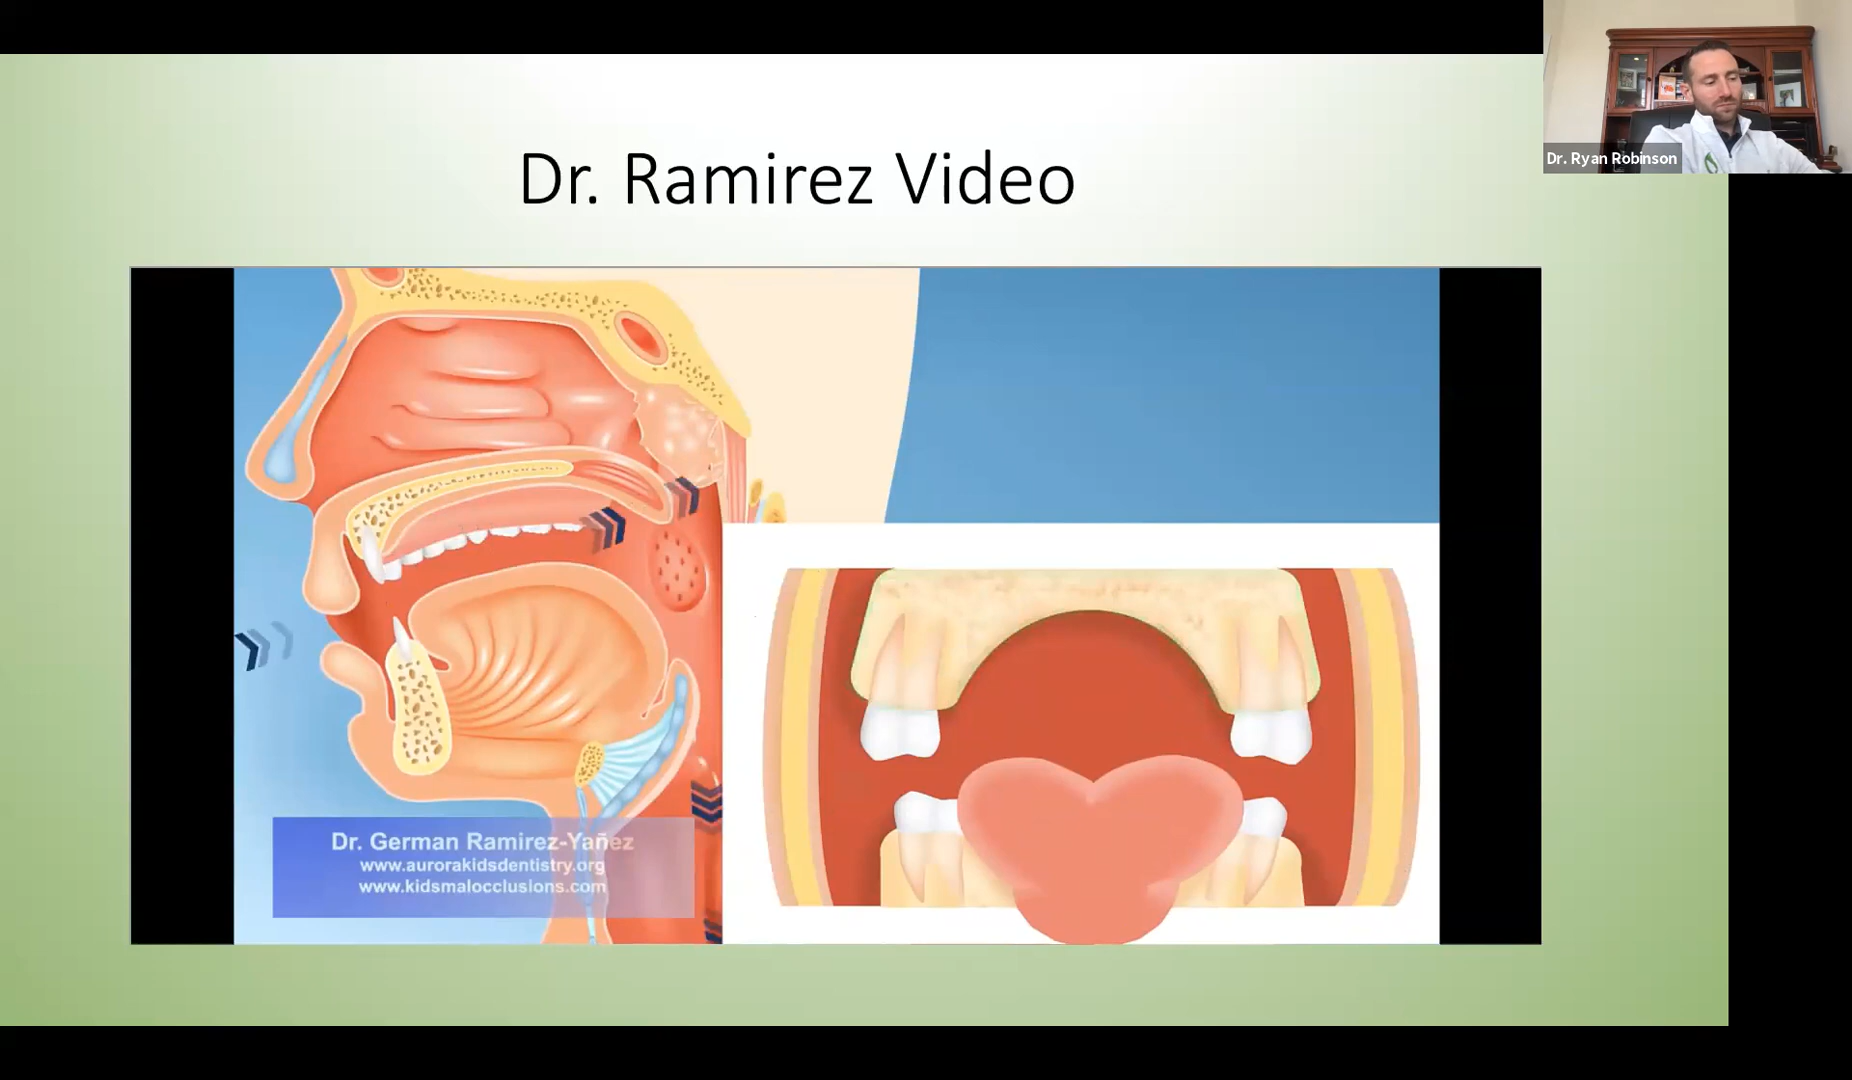 Dr. Ramirez Video
Dr. Ryan Robinson
Dr. German Ramirez-Yañez
www.aurorakidsdentistry.org
www.kidsmalocclusions.com